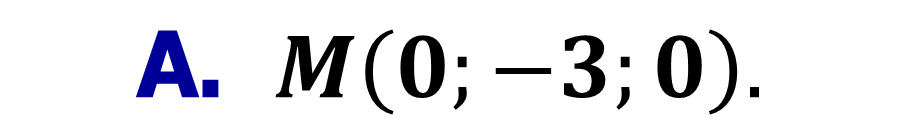 A. M(0; −3; 0).